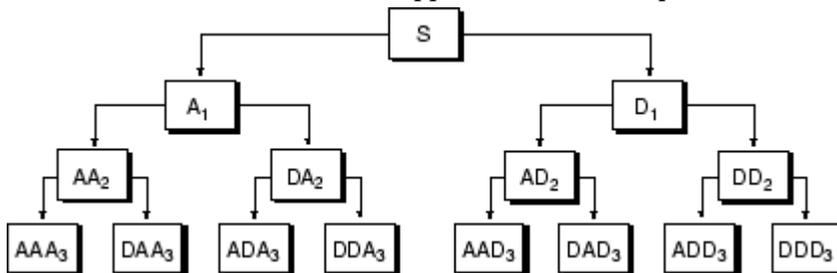 S
A₁ D₁
AA₂ DA₂ AD₂ DD₂
AAA₃ DAA₃ ADA₃ DDA₃ AAD₃ DAD₃ ADD₃ DDD₃